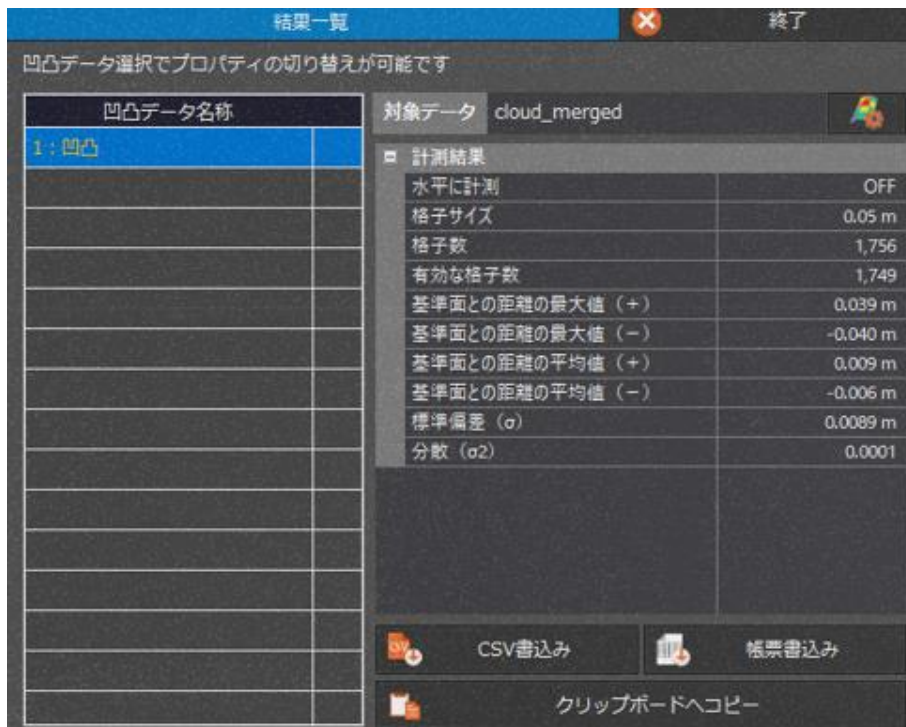 結果一覧 終了
凹凸データ選択でプロパティの切り替えが可能です
凹凸データ名称
1:凹凸
対象データ cloud_merged
計測結果
水平に計測 OFF
格子サイズ 0.05 m
格子数 1,756
有効な格子数 1,749
基準面との距離の最大値(+) 0.039 m
基準面との距離の最大値(-) -0.040 m
基準面との距離の平均値(+) 0.009 m
基準面との距離の平均値(-) -0.006 m
標準偏差(σ) 0.0089 m
分散(σ2) 0.0001
CSV書込み 帳票書込み
クリップボードへコピー